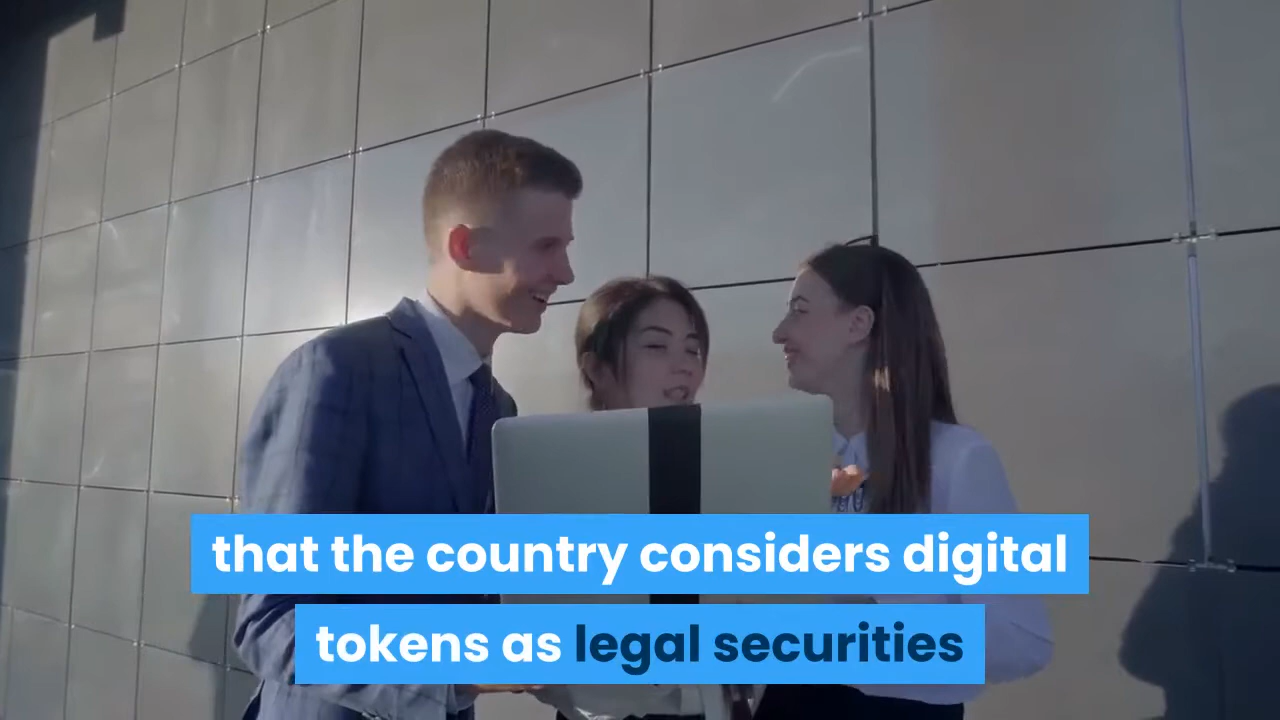 that the country considers digital
tokens as legal securities